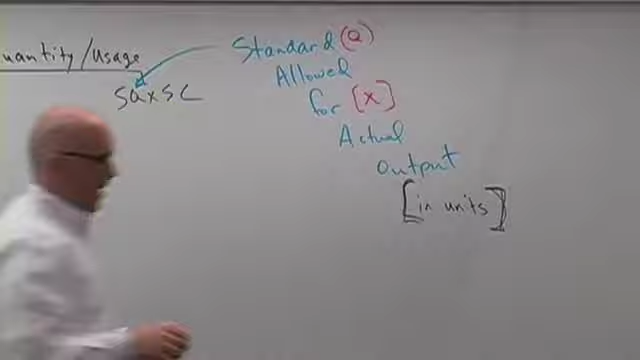 uantity/Usage
SQxSC
Standard (Q)
Allowed
for [x]
Actual
Output
[in units]